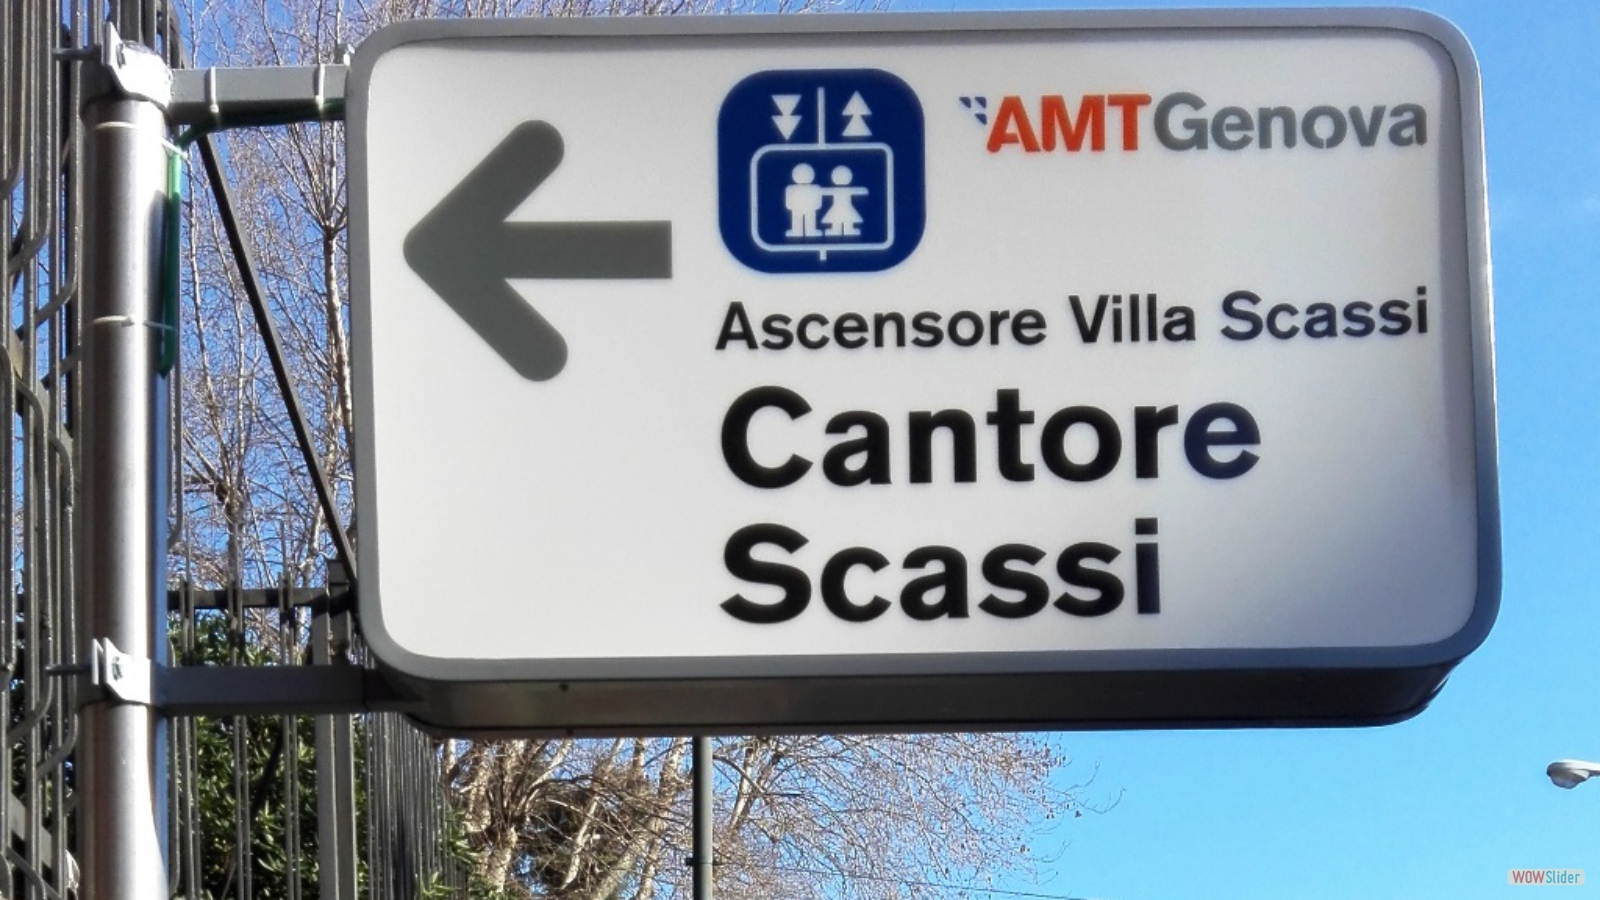 AMTGenova
Ascensore Villa Scassi
Cantore
Scassi
WOWSlider